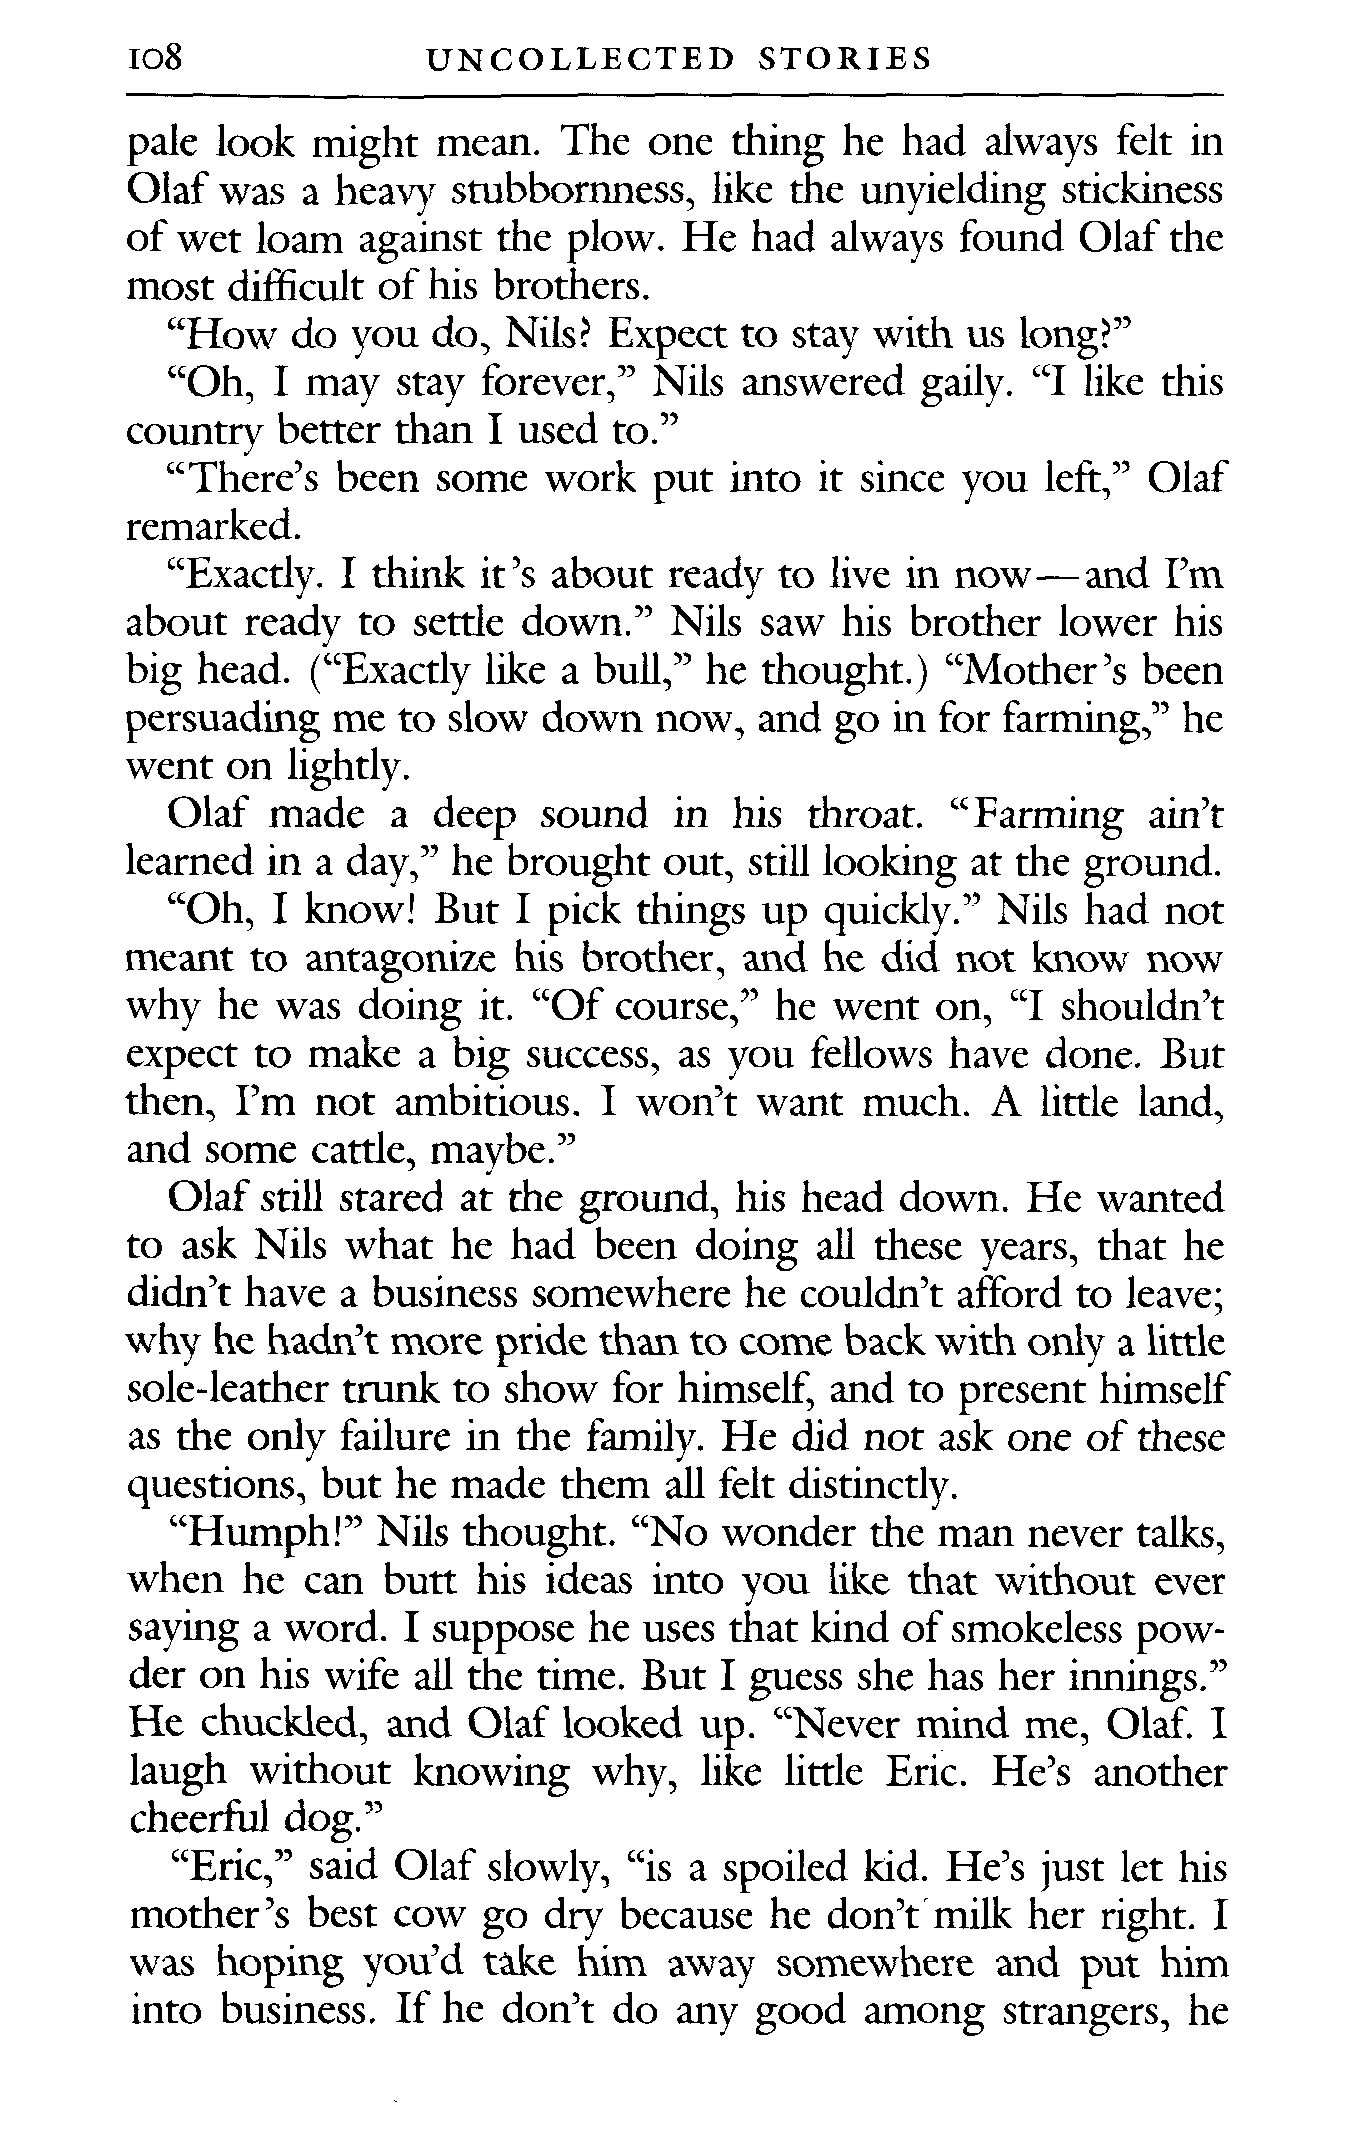 108 UNCOLLECTED STORIES
pale look might mean. The one thing he had always felt in
Olaf was a heavy stubbornness, like the unyielding stickiness
of wet loam against the plow. He had always found Olaf the
most difficult of his brothers.
“How do you do, Nils? Expect to stay with us long?”
“Oh, I may stay forever,” Nils answered gaily. “I like this
country better than I used to.”
“There’s been some work put into it since you left,” Olaf
remarked.
“Exactly. I think it’s about ready to live in now—and I’m
about ready to settle down.” Nils saw his brother lower his
big head. (“Exactly like a bull,” he thought.) “Mother’s been
persuading me to slow down now, and go in for farming,” he
went on lightly.
Olaf made a deep sound in his throat. “Farming ain’t
learned in a day,” he brought out, still looking at the ground.
“Oh, I know! But I pick things up quickly.” Nils had not
meant to antagonize his brother, and he did not know now
why he was doing it. “Of course,” he went on, “I shouldn’t
expect to make a big success, as you fellows have done. But
then, I’m not ambitious. I won’t want much. A little land,
and some cattle, maybe.”
Olaf still stared at the ground, his head down. He wanted
to ask Nils what he had been doing all these years, that he
didn’t have a business somewhere he couldn’t afford to leave;
why he hadn’t more pride than to come back with only a little
sole-leather trunk to show for himself, and to present himself
as the only failure in the family. He did not ask one of these
questions, but he made them all felt distinctly.
“Humph!” Nils thought. “No wonder the man never talks,
when he can butt his ideas into you like that without ever
saying a word. I suppose he uses that kind of smokeless pow-
der on his wife all the time. But I guess she has her innings.”
He chuckled, and Olaf looked up. “Never mind me, Olaf. I
laugh without knowing why, like little Eric. He’s another
cheerful dog.”
“Eric,” said Olaf slowly, “is a spoiled kid. He’s just let his
mother’s best cow go dry because he don’t milk her right. I
was hoping you’d take him away somewhere and put him
into business. If he don’t do any good among strangers, he